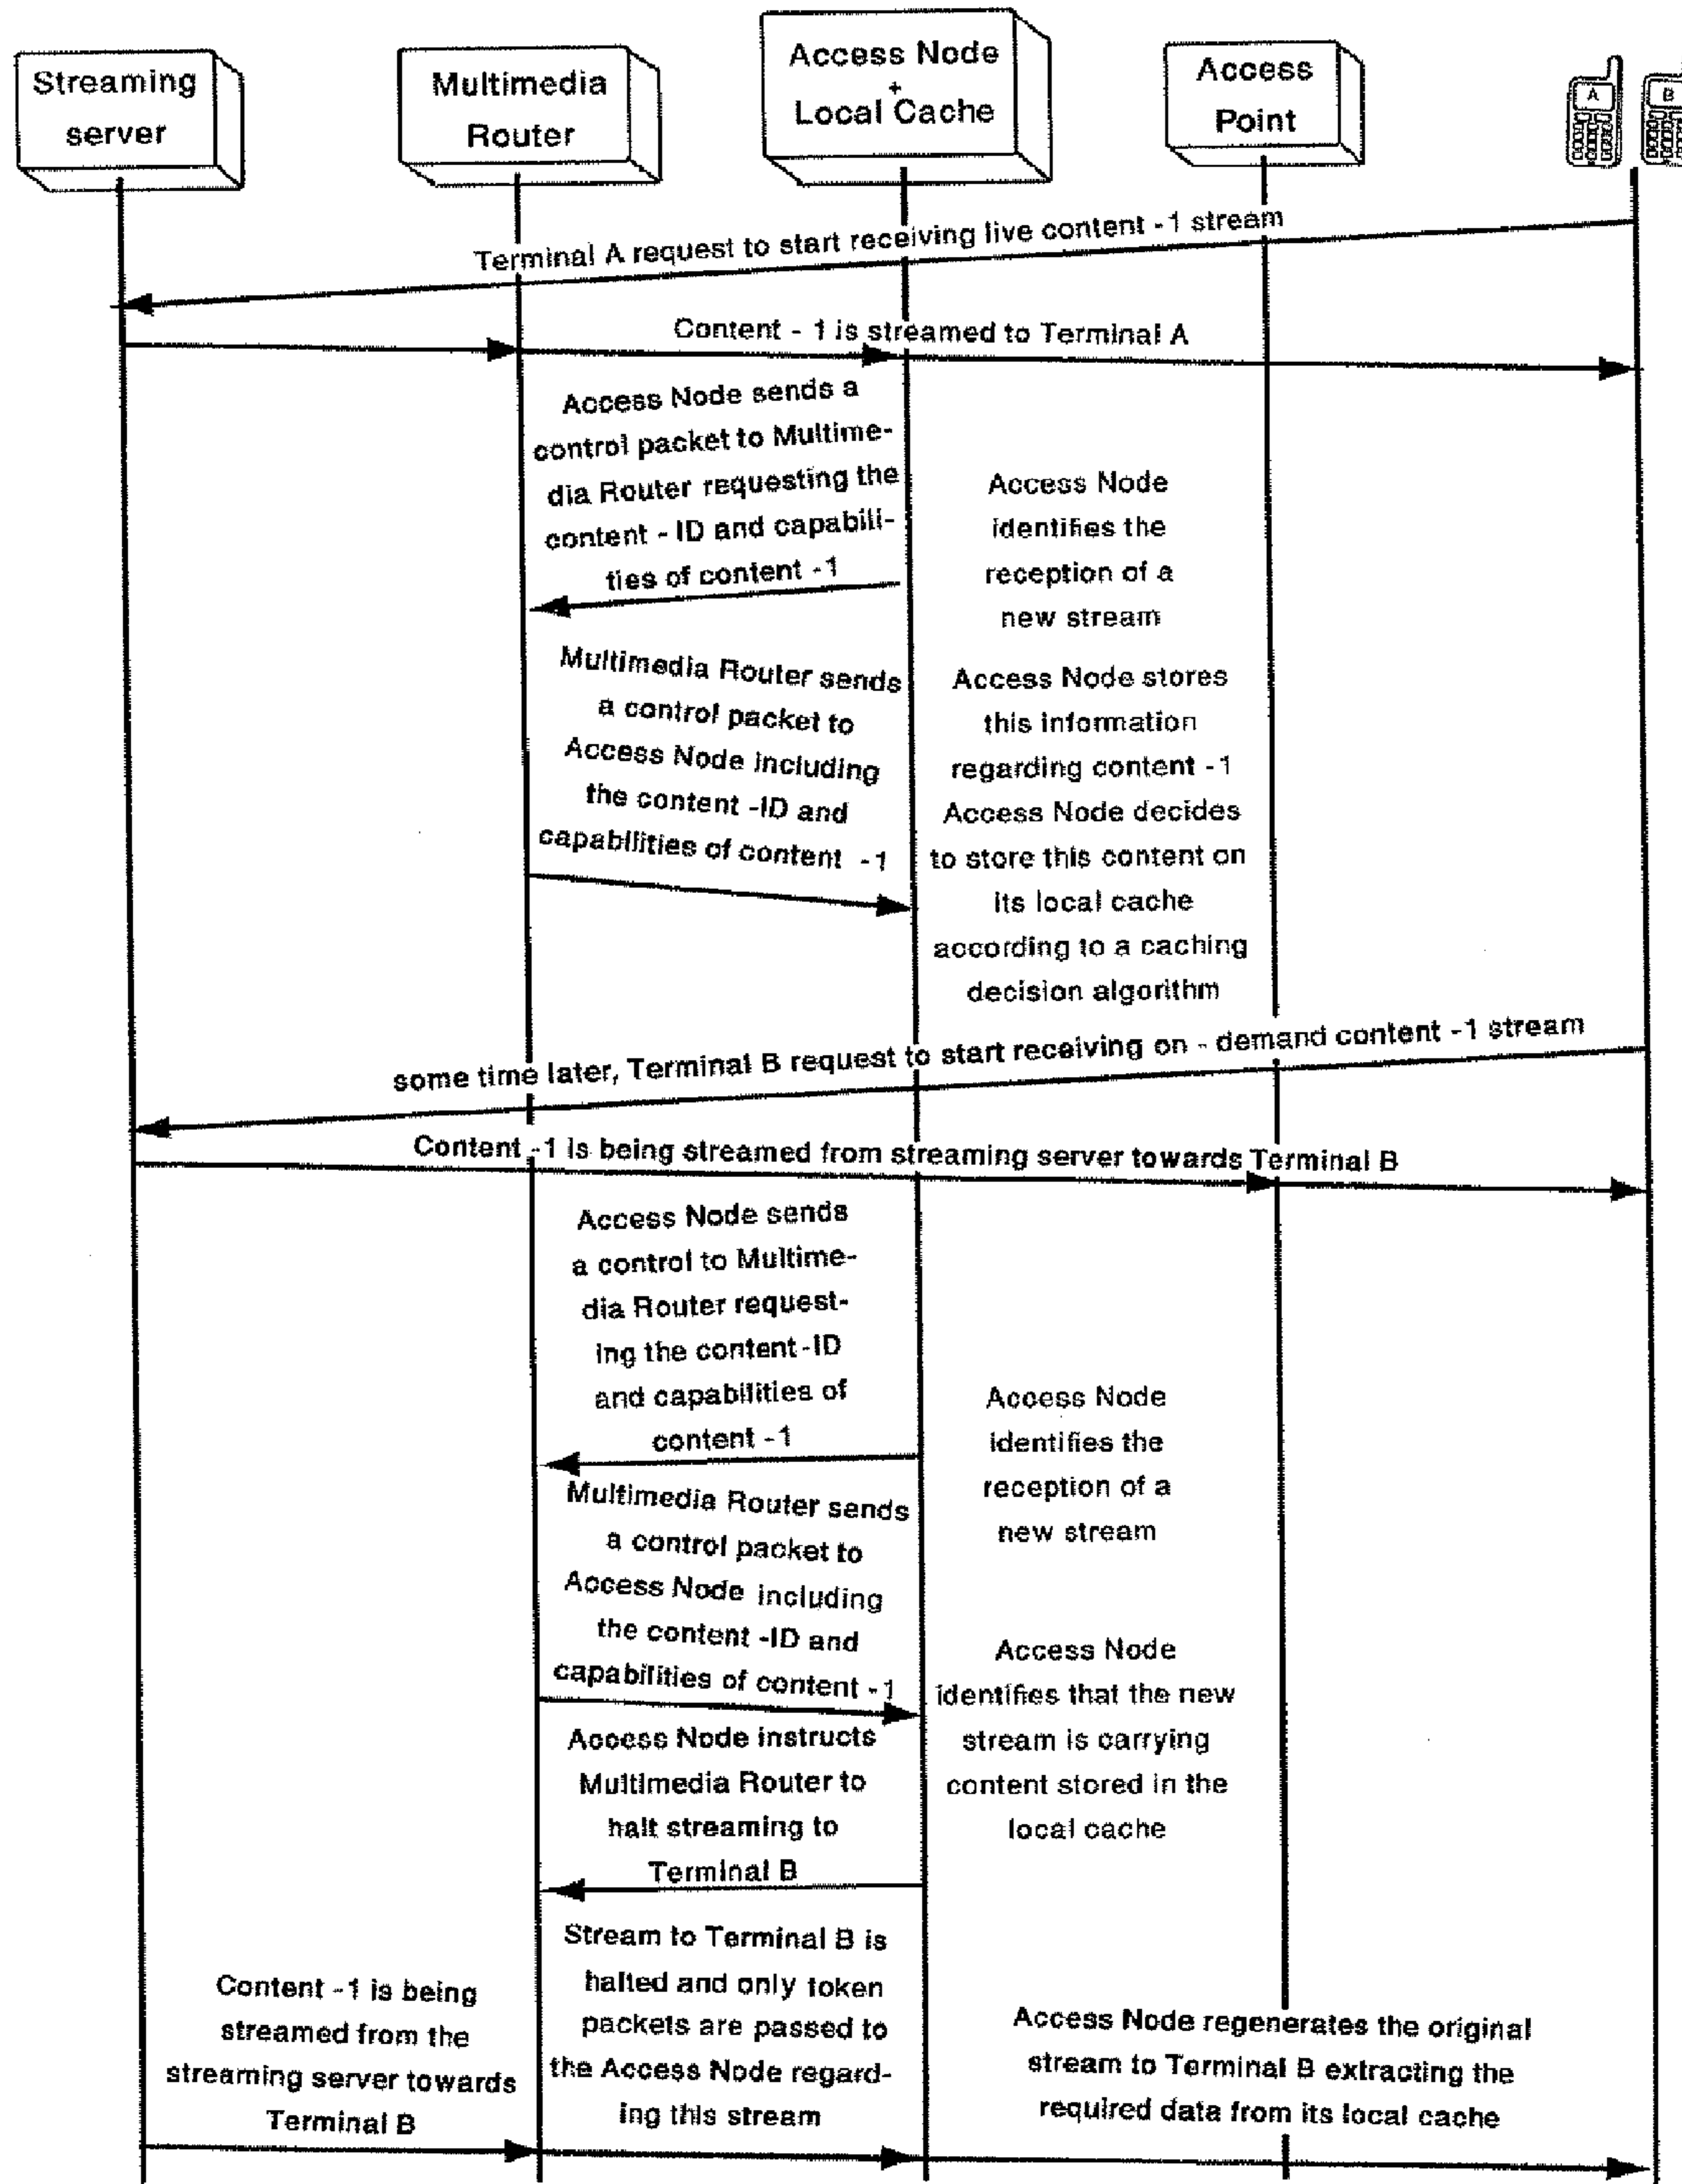 Streaming
server
Multimedia
Router
Access Node
+
Local Cache
Access
Point
A
B
Terminal A request to start receiving live content -1 stream
Content - 1 is streamed to Terminal A
Access Node sends a
control packet to Multime-
dia Router requesting the
content - ID and capabili-
ties of content -1
Access Node
identifies the
reception of a
new stream
Multimedia Router sends
a control packet to
Access Node including
the content -ID and
capabilities of content -1
Access Node stores
this information
regarding content -1
Access Node decides
to store this content on
its local cache
according to a caching
decision algorithm
some time later, Terminal B request to start receiving on - demand content -1 stream
Content -1 is being streamed from streaming server towards Terminal B
Access Node sends
a control to Multime-
dia Router request-
ing the content -ID
and capabilities of
content -1
Access Node
identifies the
reception of a
new stream
Multimedia Router sends
a control packet to
Access Node including
the content -ID and
capabilities of content -1
Access Node
identifies that the new
stream is carrying
content stored in the
local cache
Access Node instructs
Multimedia Router to
halt streaming to
Terminal B
Content -1 is being
streamed from the
streaming server towards
Terminal B
Stream to Terminal B is
halted and only token
packets are passed to
the Access Node regard-
ing this stream
Access Node regenerates the original
stream to Terminal B extracting the
required data from its local cache